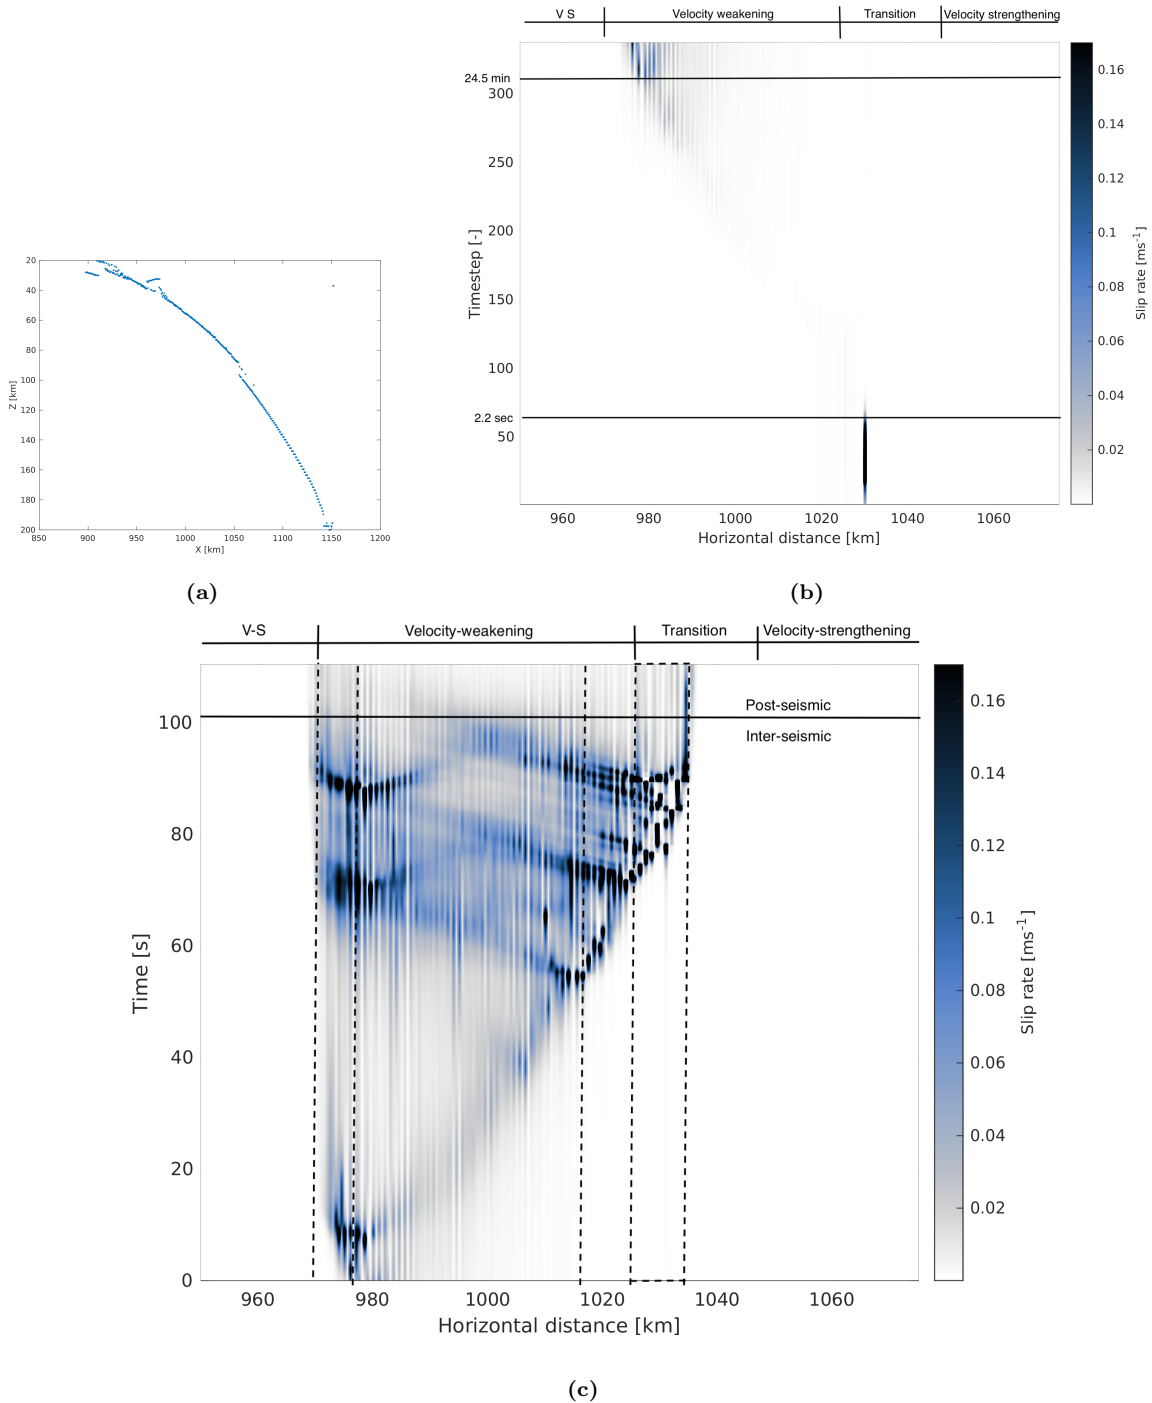 V S Velocity weakening Transition Velocity strengthening
24.5 min
300
250
200
150
100
2.2 sec
50
Timestep [-]
960 980 1000 1020 1040 1060
Horizontal distance [km]
0.16
0.14
0.12
0.1
0.08
0.06
0.04
0.02
Slip rate [ms-1]
20
40
60
80
100
120
140
160
180
200
Z [km]
850 900 950 1000 1050 1100 1150 1200
X [km]
(a)
(b)
V-S Velocity-weakening Transition Velocity-strengthening
Post-seismic
Inter-seismic
100
80
60
40
20
0
Time [s]
960 980 1000 1020 1040 1060
Horizontal distance [km]
0.16
0.14
0.12
0.1
0.08
0.06
0.04
0.02
Slip rate [ms-1]
(c)